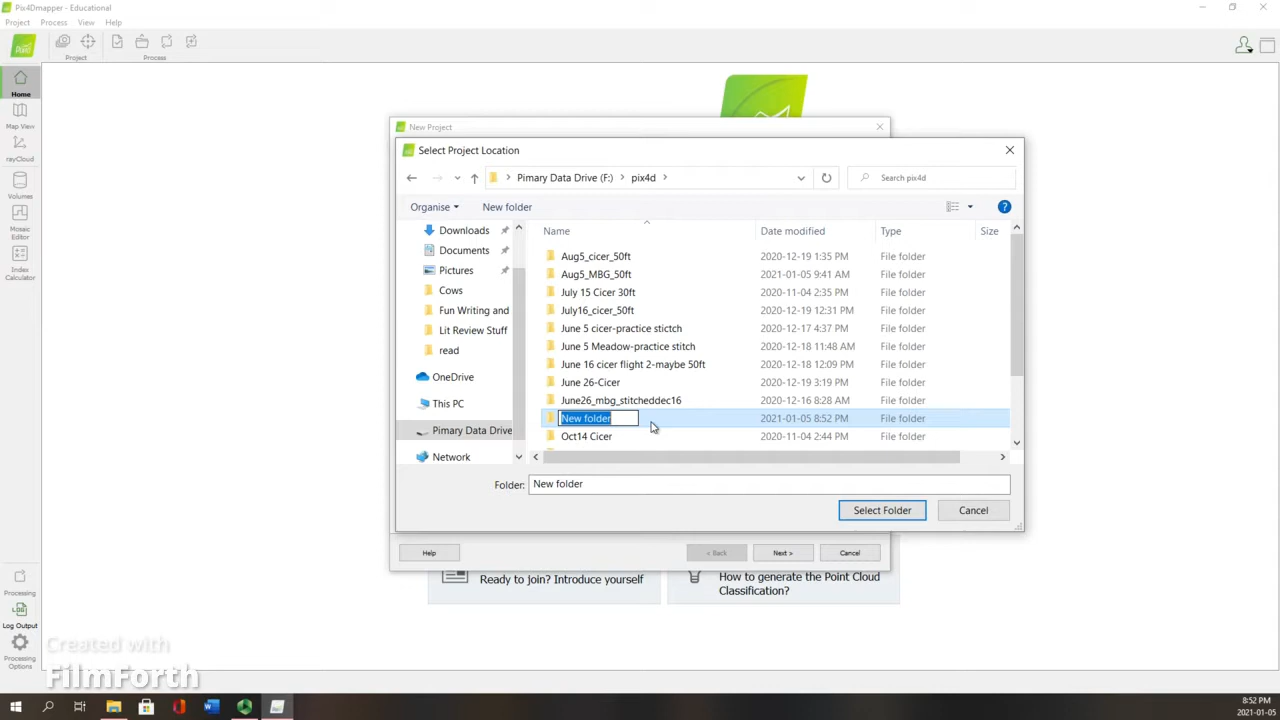 Pix4Dmapper - Educational
Project Process View Help
Project
Process
Home
Map View
rayCloud
Volumes
Mosaic
Editor
Index
Calculator
Processing
Log Output
Processing
Options
New Project
Select Project Location
Pimary Data Drive (F:) pix4d
Search pix4d
Organise New folder
Downloads
Documents
Pictures
Cows
Fun Writing and
Lit Review Stuff
read
OneDrive
This PC
Pimary Data Drive
Network
Name Date modified Type Size
Aug5_cicer_50ft 2020-12-19 1:35 PM File folder
Aug5_MBG_50ft 2021-01-05 9:41 AM File folder
July 15 Cicer 30ft 2020-11-04 2:35 PM File folder
July16_cicer_50ft 2020-12-19 12:31 PM File folder
June 5 cicer-practice stictch 2020-12-17 4:37 PM File folder
June 5 Meadow-practice stitch 2020-12-18 11:48 AM File folder
June 16 cicer flight 2-maybe 50ft 2020-12-18 12:09 PM File folder
June 26-Cicer 2020-12-19 3:19 PM File folder
June26_mbg_stitcheddec16 2020-12-16 8:28 AM File folder
New folder 2021-01-05 8:52 PM File folder
Oct14 Cicer 2020-11-04 2:44 PM File folder
Folder: New folder
Select Folder Cancel
Help < Back Next > Cancel
Ready to join? Introduce yourself
How to generate the Point Cloud
Classification?
Created with
FilmForth
8:52 PM
2021-01-05